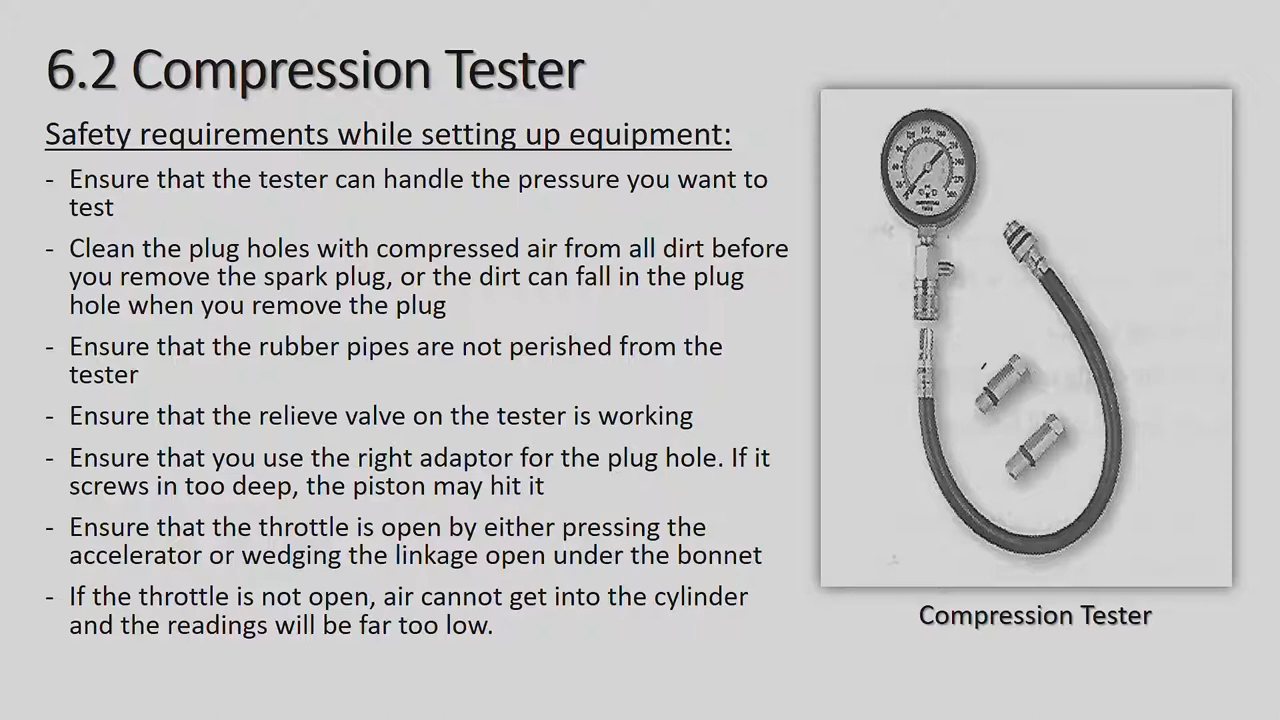 6.2 Compression Tester
Safety requirements while setting up equipment:
- Ensure that the tester can handle the pressure you want to
test
- Clean the plug holes with compressed air from all dirt before
you remove the spark plug, or the dirt can fall in the plug
hole when you remove the plug
- Ensure that the rubber pipes are not perished from the
tester
- Ensure that the relieve valve on the tester is working
- Ensure that you use the right adaptor for the plug hole. If it
screws in too deep, the piston may hit it
- Ensure that the throttle is open by either pressing the
accelerator or wedging the linkage open under the bonnet
- If the throttle is not open, air cannot get into the cylinder
and the readings will be far too low.
Compression Tester